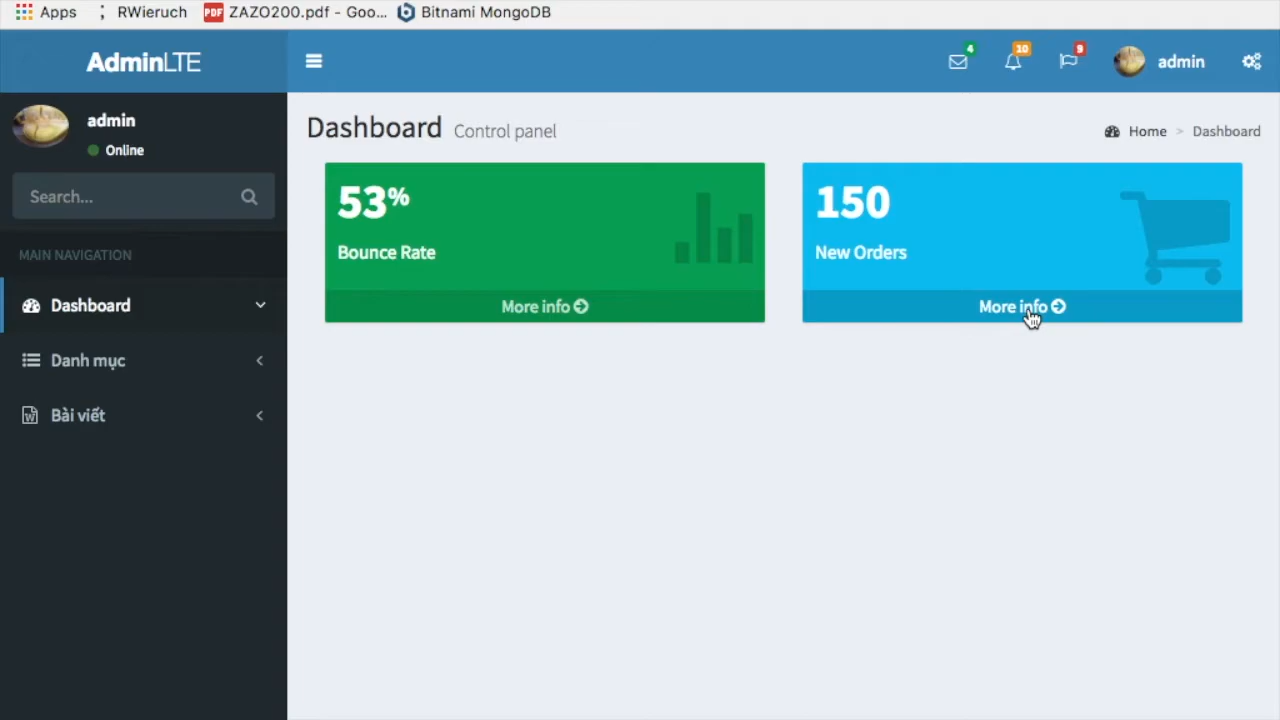 Apps RWieruch PDF ZAZO200.pdf - Goo... Bitnami MongoDB
AdminLTE
4 10 9 admin
admin
Online
Search...
MAIN NAVIGATION
Dashboard
Danh mục
Bài viết
Dashboard Control panel
Home > Dashboard
53%
Bounce Rate
More info
150
New Orders
More info